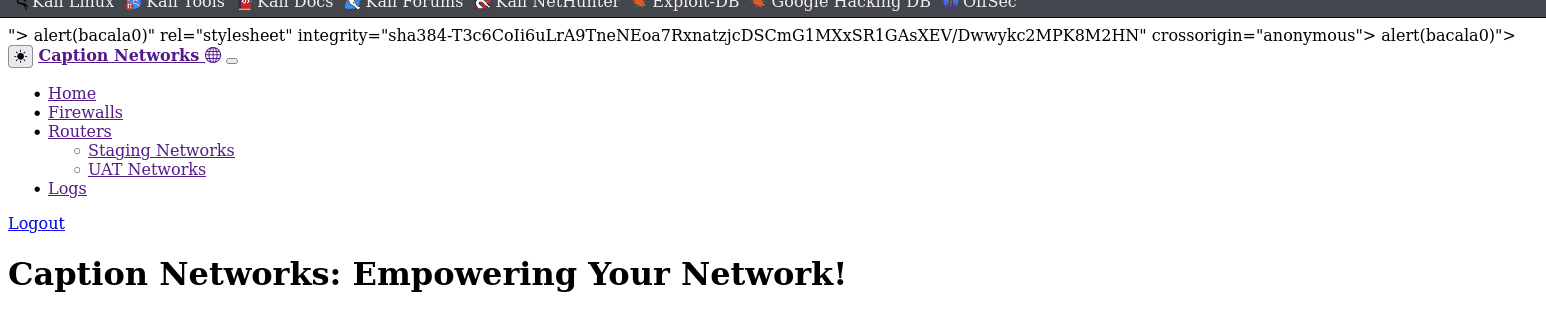 Kali Linux Kali Tools Kali Docs Kali Forums Kali NetHunter Exploit-DB Google Hacking DB OffSec
"> alert(bacala0)" rel="stylesheet" integrity="sha384-T3c6CoIi6uLrA9TneNEoa7RxnatzjcDSCmG1MXxSR1GAsXEV/Dwwykc2MPK8M2HN" crossorigin="anonymous"> alert(bacala0)">
Caption Networks
Home
Firewalls
Routers
Staging Networks
UAT Networks
Logs
Logout
Caption Networks: Empowering Your Network!